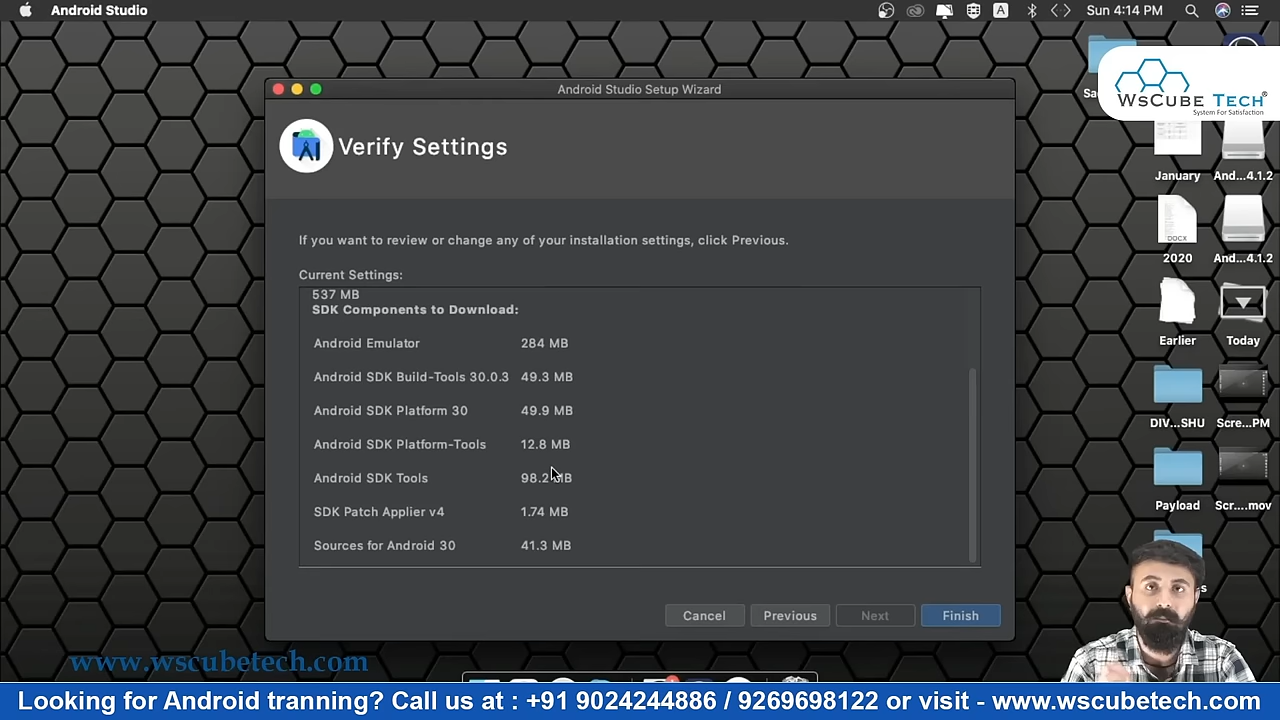 Android Studio
A
Sun 4:14 PM
WsCube Tech®
System For Satisfaction
Android Studio Setup Wizard
Verify Settings
January
And...4.1.2
If you want to review or change any of your installation settings, click Previous.
DOCX
2020
And...4.1.2
Current Settings:
537 MB
SDK Components to Download:
Android Emulator 284 MB
Earlier
Today
Android SDK Build-Tools 30.0.3 49.3 MB
Android SDK Platform 30 49.9 MB
DIV...SHU
Scre...PM
Android SDK Platform-Tools 12.8 MB
Android SDK Tools 98.2 MB
Payload
Scr....mov
SDK Patch Applier v4 1.74 MB
Sources for Android 30 41.3 MB
Cancel
Previous
Next
Finish
www.wscubetech.com
Looking for Android tranning? Call us at : +91 9024244886 / 9269698122 or visit - www.wscubetech.com